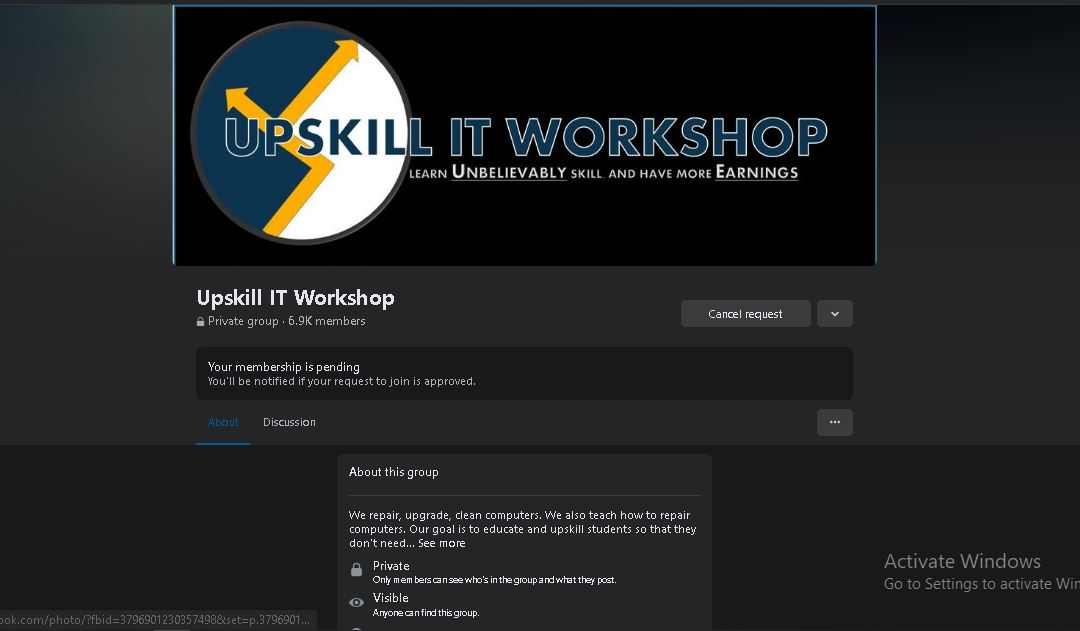 UPSKILL IT WORKSHOP
LEARN UNBELIEVABLY SKILL, AND HAVE MORE EARNINGS
Upskill IT Workshop
Private group · 6.9K members
Cancel request
Your membership is pending
You'll be notified if your request to join is approved.
About
Discussion
About this group
We repair, upgrade, clean computers. We also teach how to repair
computers. Our goal is to educate and upskill students so that they
don't need... See more
Private
Only members can see who's in the group and what they post.
Visible
Anyone can find this group.
Activate Windows
Go to Settings to activate Win
ook.com/photo/?fbid=3796901230357498&set=p.3796901...